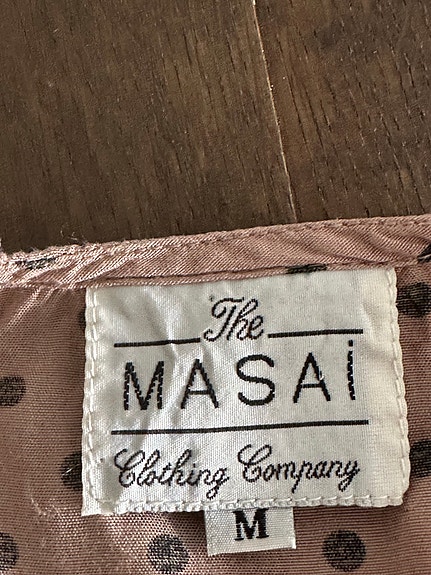 The
MASAi
Clothing Company
M